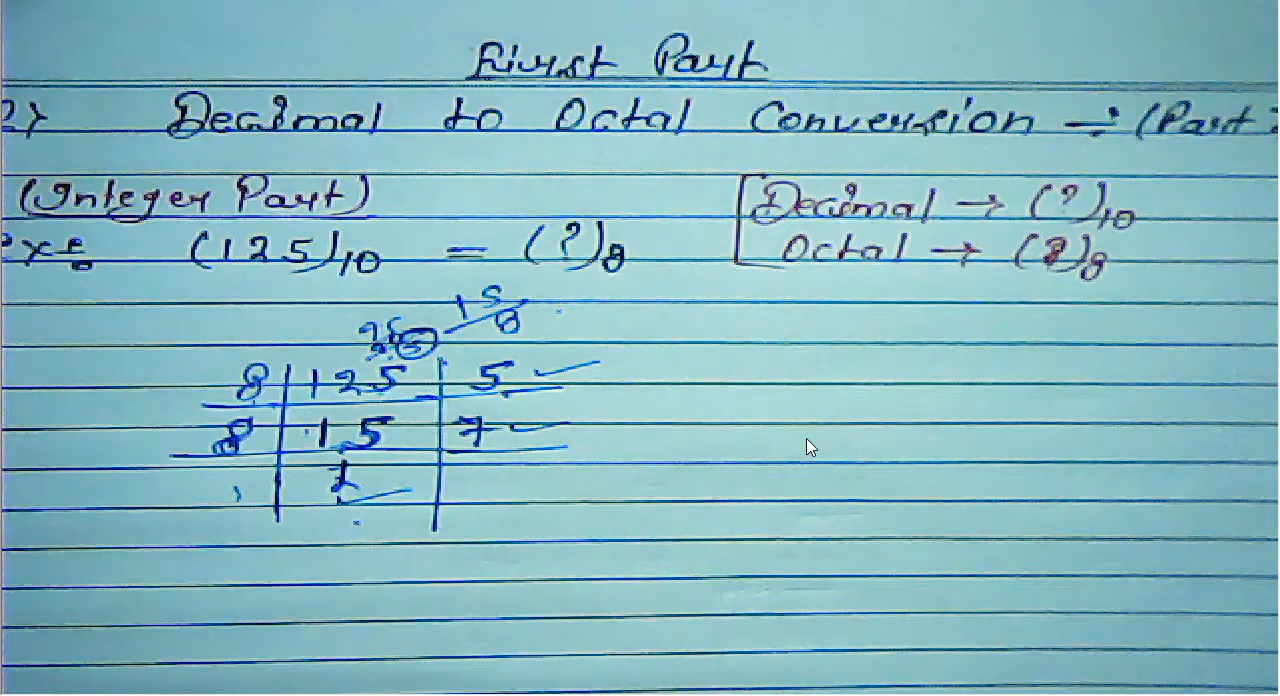 First Part
2> Decimal to Octal Conversion ÷ (Part
(Integer Part)
[Decimal → (?)10
exe (125)10 = (?)8
Octal → (?)8
15/8
8 | 125 | 5
8 | 15 | 7
1